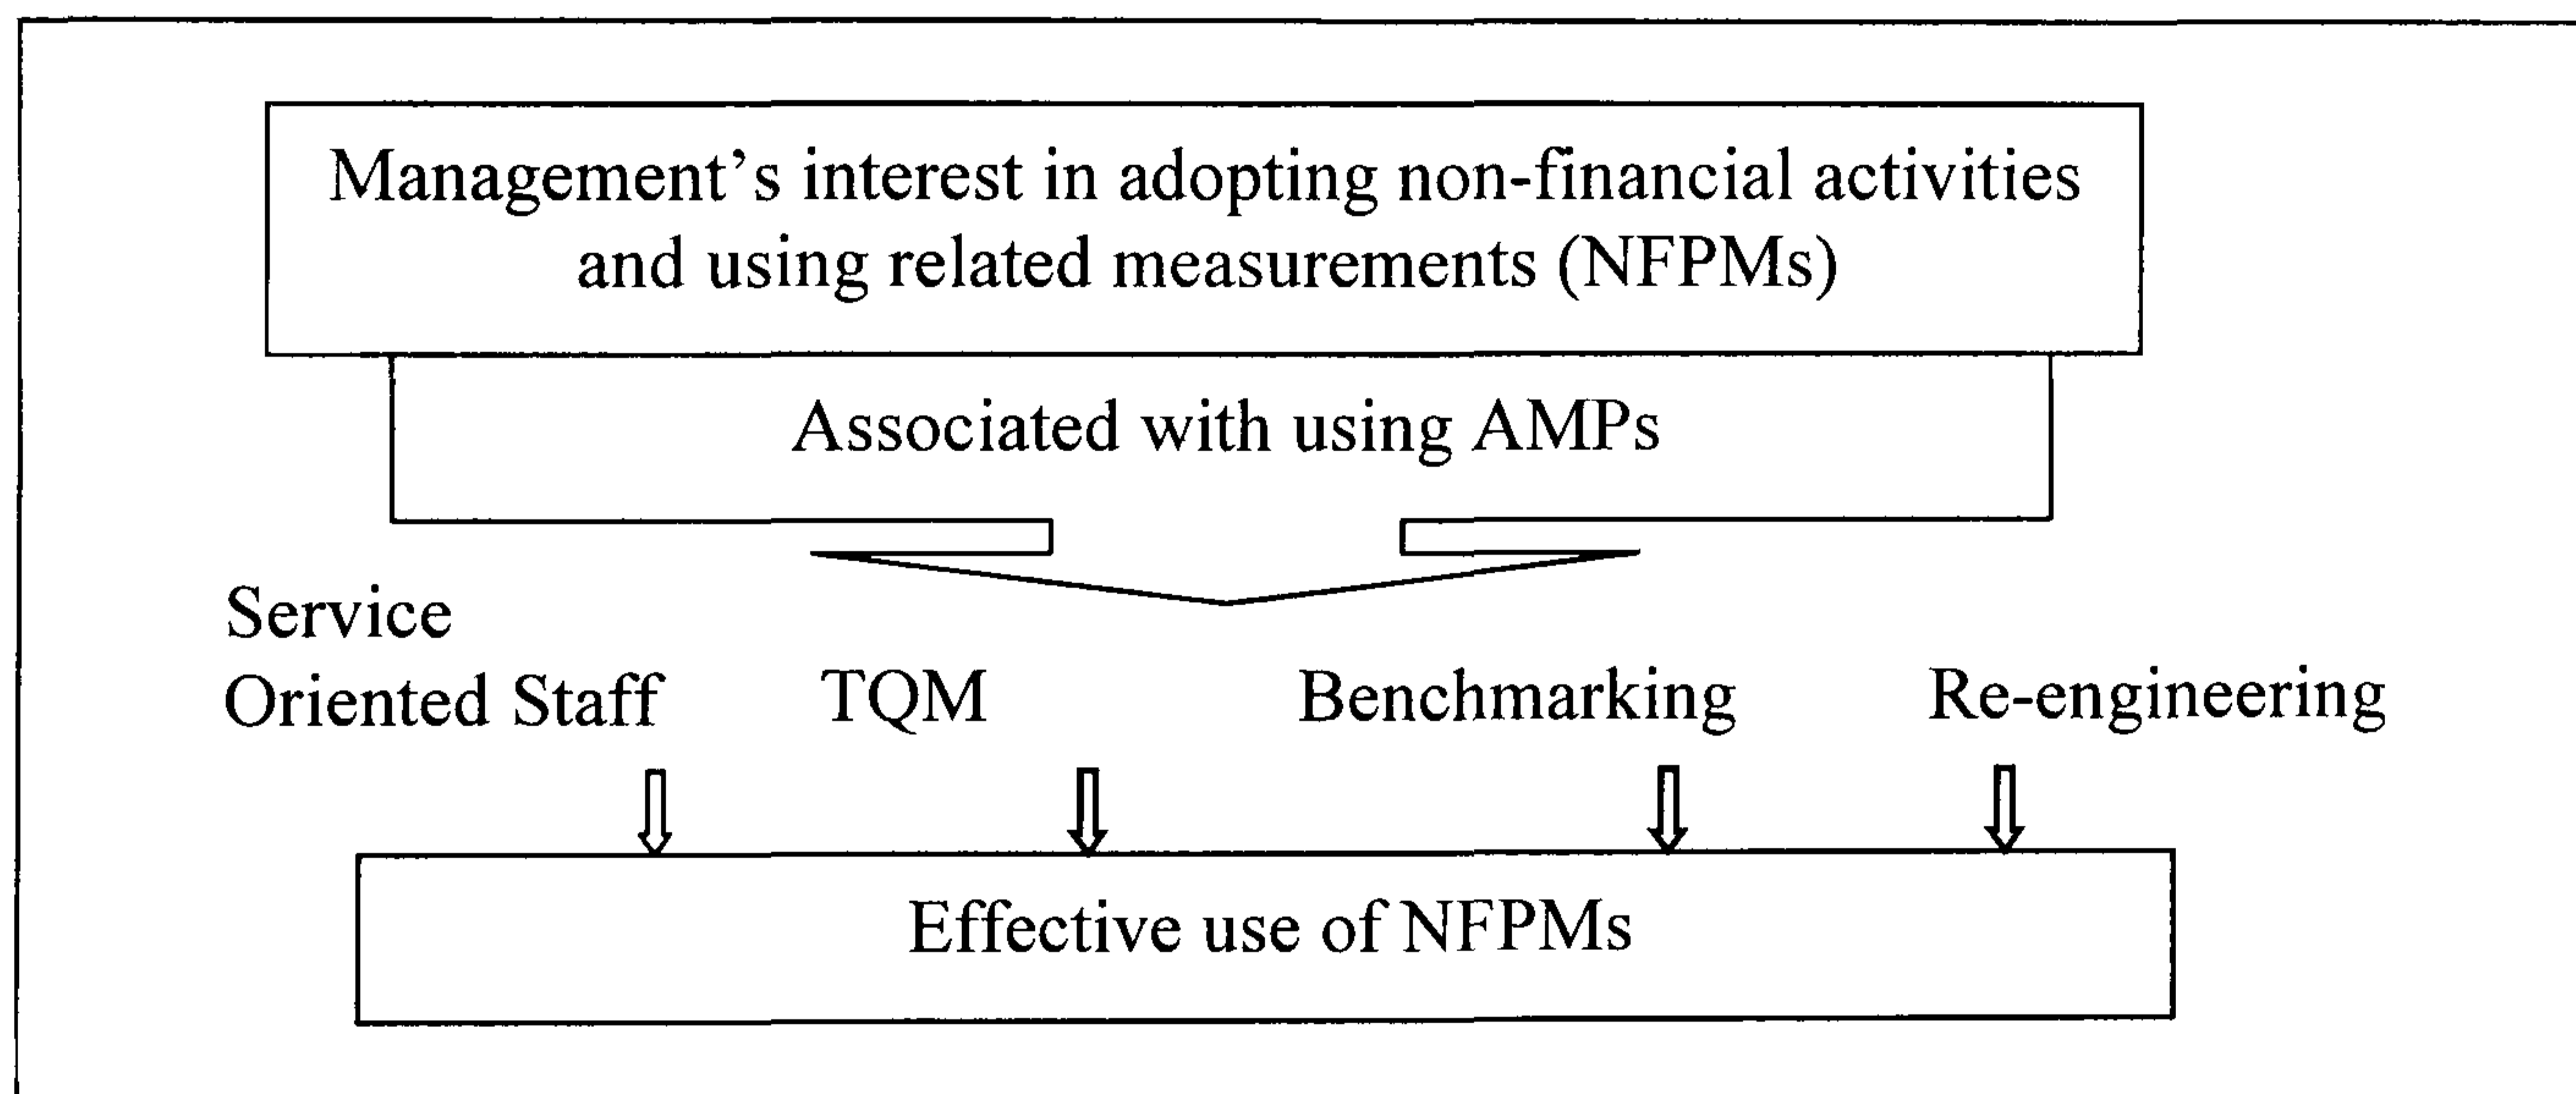 Management’s interest in adopting non-financial activities
and using related measurements (NFPMs)
Associated with using AMPs
Service
Oriented Staff TQM Benchmarking Re-engineering
Effective use of NFPMs